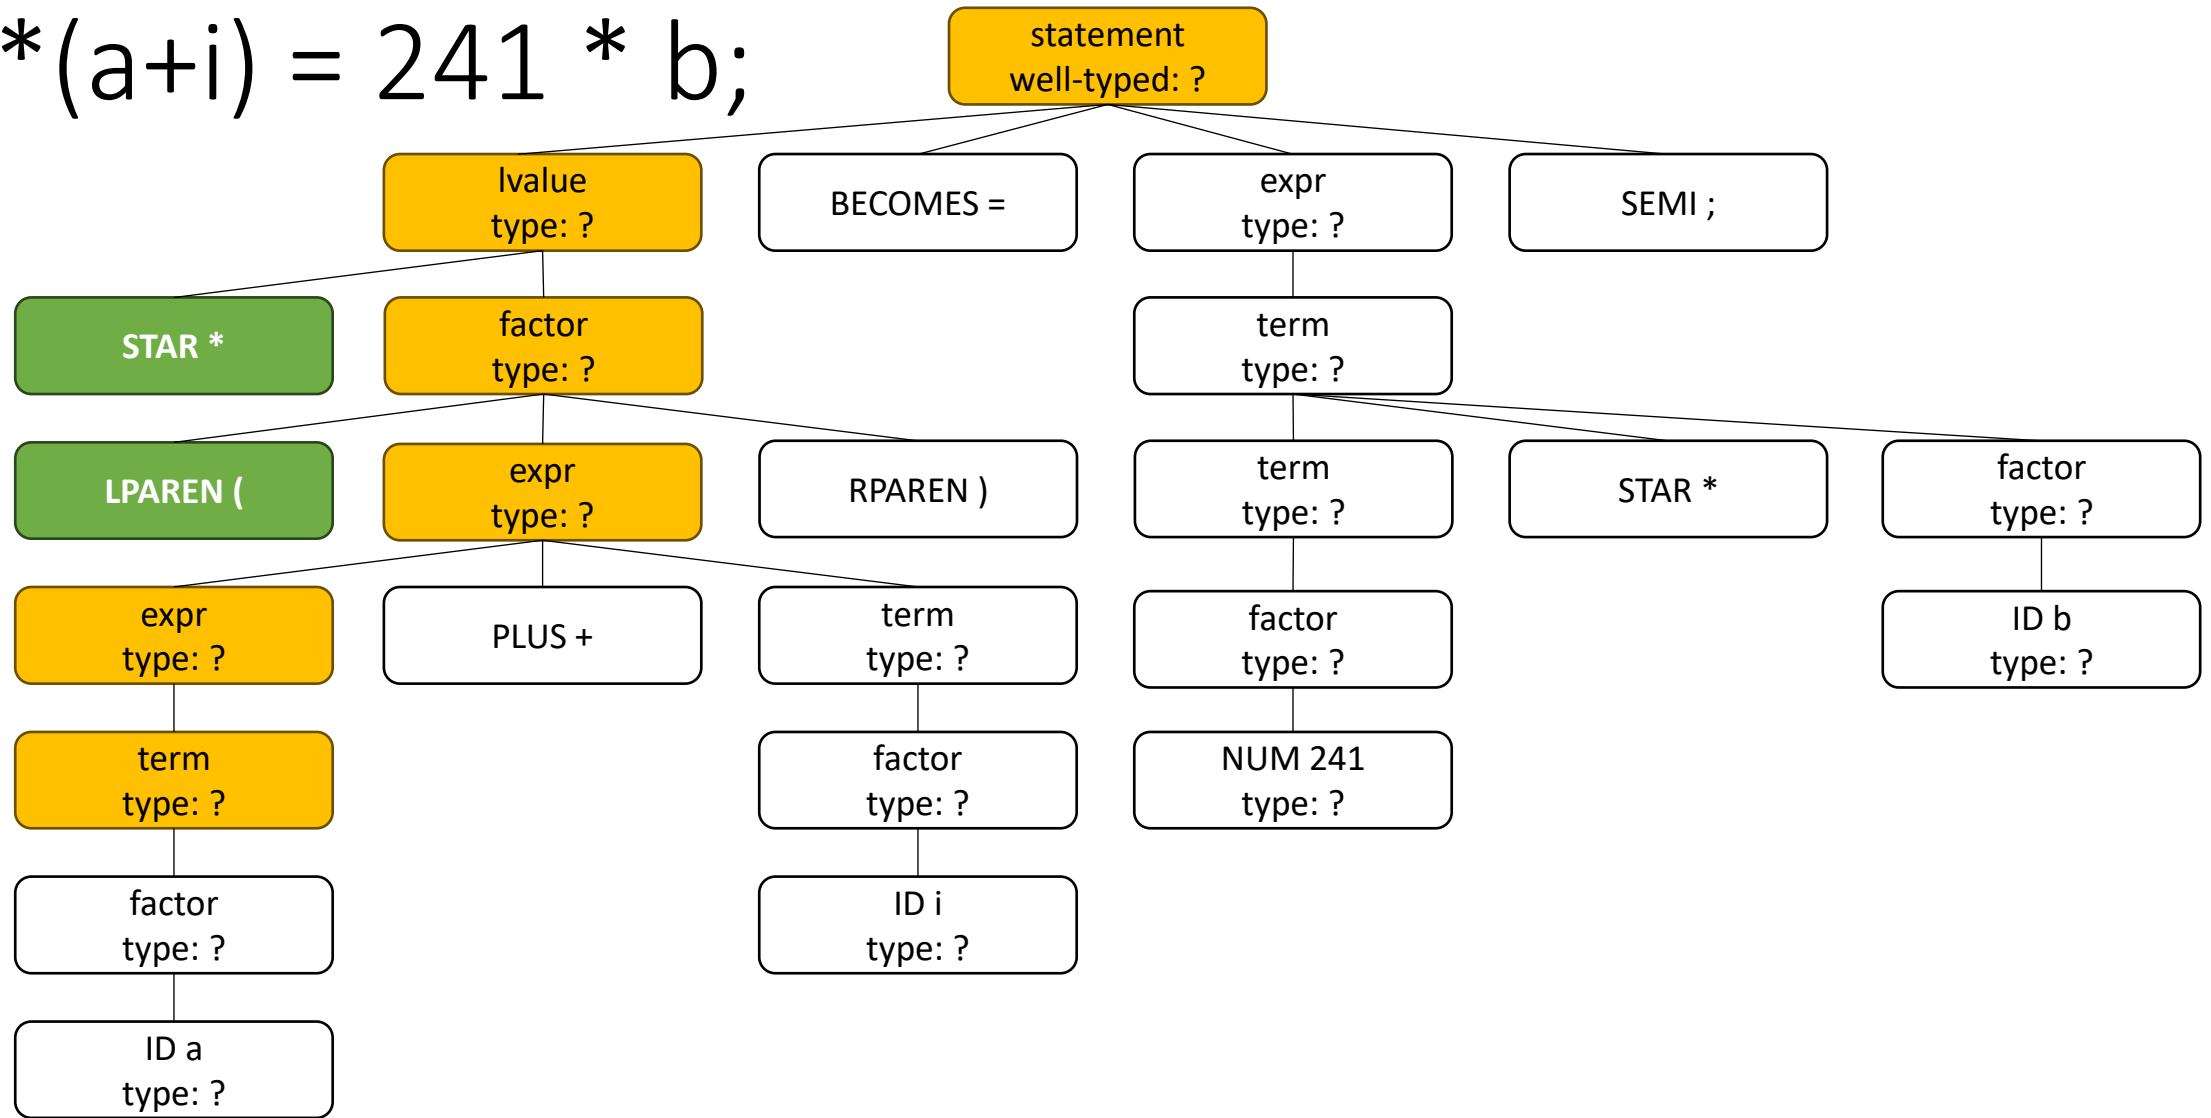 *(a+i) = 241 * b;
statement
well-typed: ?
lvalue
type: ?
BECOMES =
expr
type: ?
SEMI ;
STAR *
factor
type: ?
term
type: ?
LPAREN (
expr
type: ?
RPAREN )
term
type: ?
STAR *
factor
type: ?
expr
type: ?
PLUS +
term
type: ?
factor
type: ?
ID b
type: ?
term
type: ?
factor
type: ?
NUM 241
type: ?
factor
type: ?
ID i
type: ?
ID a
type: ?